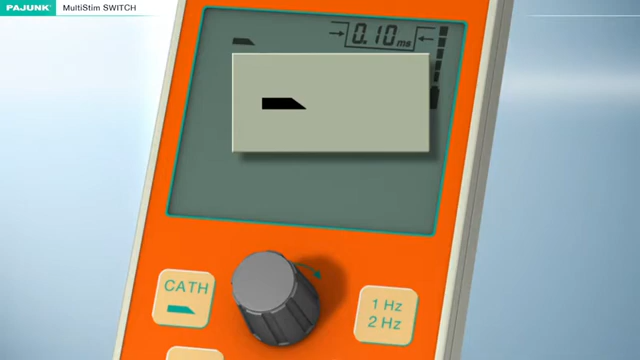 PAJUNK® MultiStim SWITCH
0.10 ms
CATH
1 Hz
2 Hz